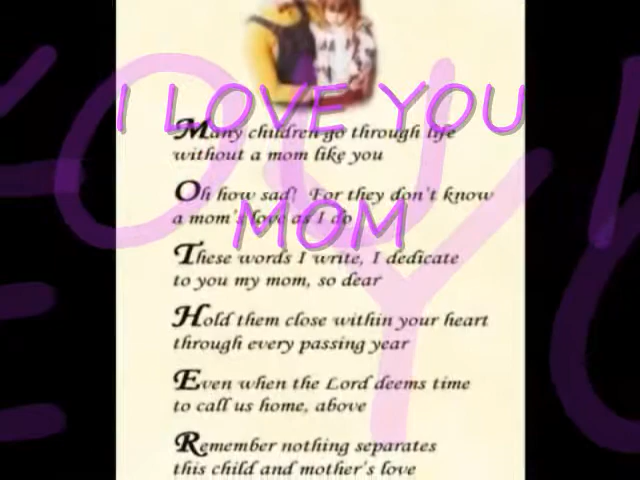 I LOVE YOU
MOM
Many children go through life
without a mom like you
Oh how sad! For they don't know
a mom's love as I do
These words I write, I dedicate
to you my mom, so dear
Hold them close within your heart
through every passing year
Even when the Lord deems time
to call us home, above
Remember nothing separates
this child and mother's love